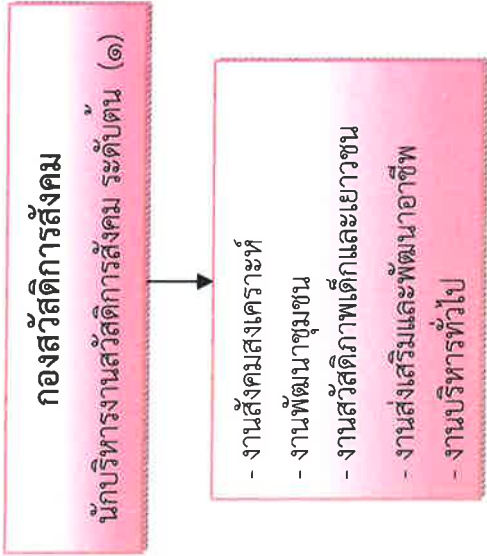 กองสวัสดิการสังคม
นักบริหารงานสวัสดิการสังคม ระดับต้น (๑)
- งานสังคมสงเคราะห์
- งานพัฒนาชุมชน
- งานสวัสดิภาพเด็กและเยาวชน
- งานส่งเสริมและพัฒนาอาชีพ
- งานบริหารทั่วไป